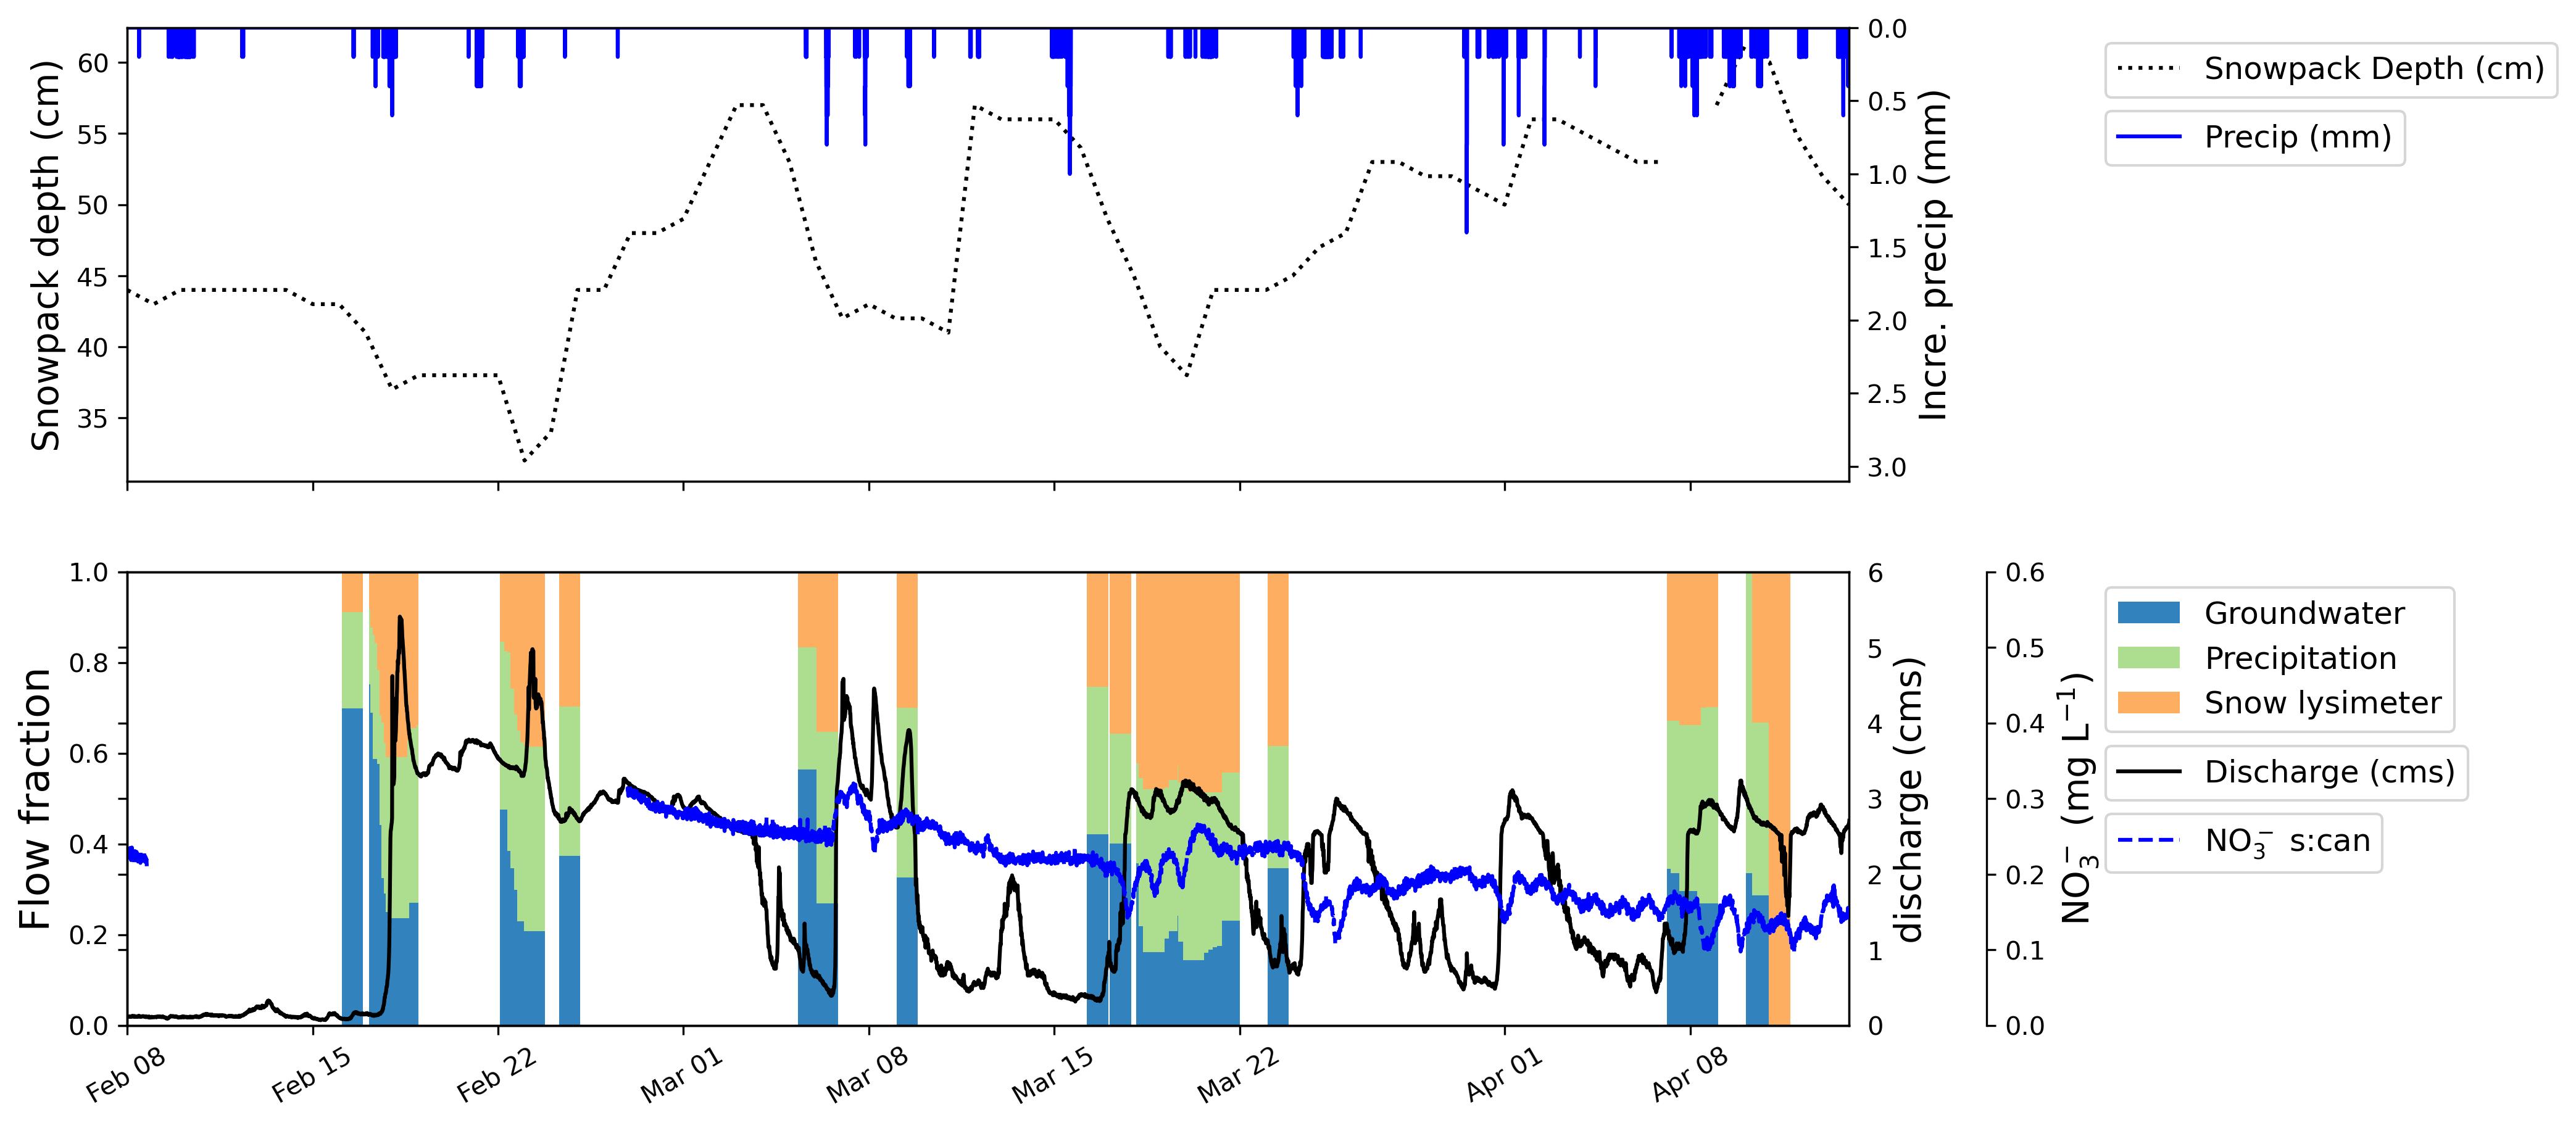 Snowpack depth (cm)
60
55
50
45
40
35
0.0
0.5
1.0
1.5
2.0
2.5
3.0
Incre. precip (mm)
Snowpack Depth (cm)
Precip (mm)
Flow fraction
1.0
0.8
0.6
0.4
0.2
0.0
6
5
4
3
2
1
0
discharge (cms)
0.6
0.5
0.4
0.3
0.2
0.1
0.0
NO₃⁻ (mg L⁻¹)
Groundwater
Precipitation
Snow lysimeter
Discharge (cms)
NO₃⁻ s:can
Feb 08
Feb 15
Feb 22
Mar 01
Mar 08
Mar 15
Mar 22
Apr 01
Apr 08